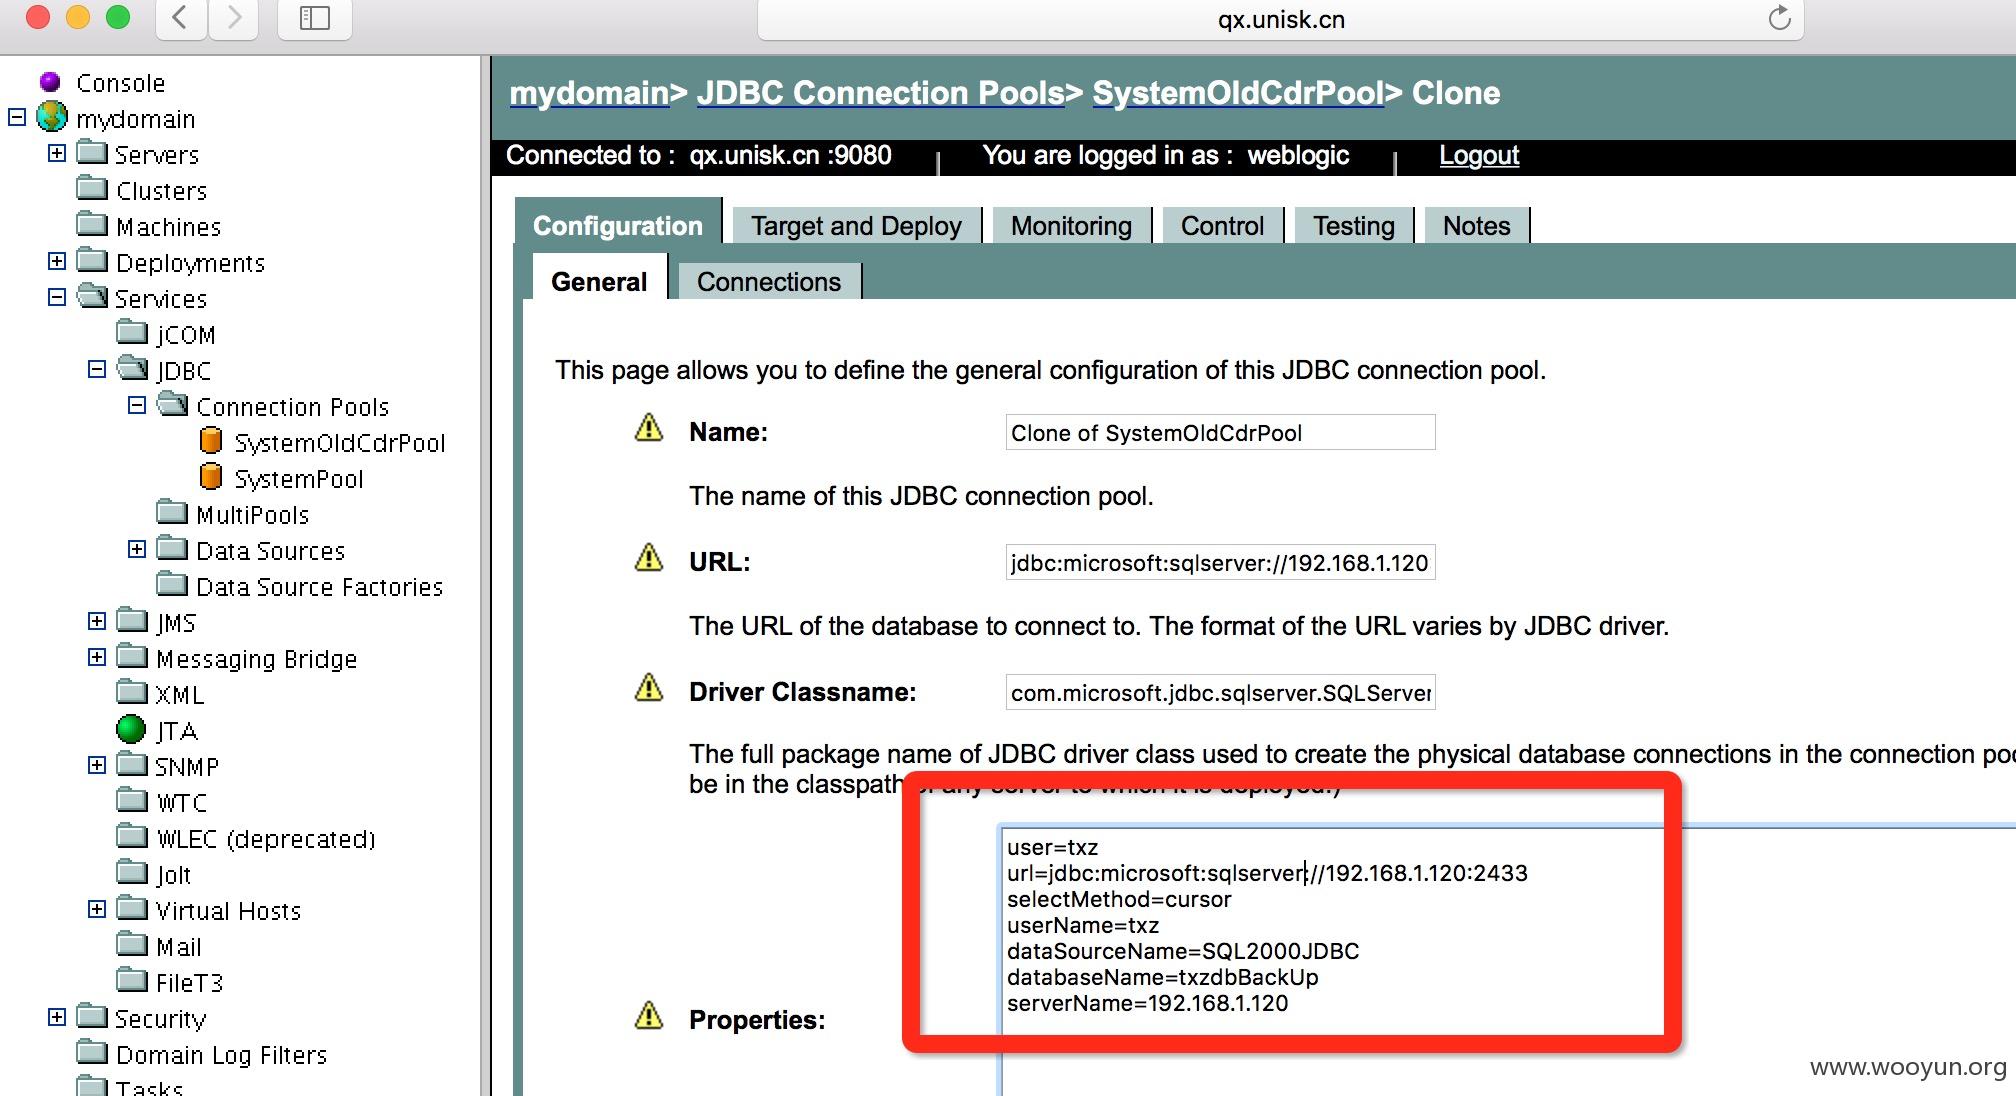 qx.unisk.cn
Console
mydomain
Servers
Clusters
Machines
Deployments
Services
jCOM
JDBC
Connection Pools
SystemOldCdrPool
SystemPool
MultiPools
Data Sources
Data Source Factories
JMS
Messaging Bridge
XML
JTA
SNMP
WTC
WLEC (deprecated)
Jolt
Virtual Hosts
Mail
FileT3
Security
Domain Log Filters
Tasks
mydomain> JDBC Connection Pools> SystemOldCdrPool> Clone
Connected to : qx.unisk.cn :9080 | You are logged in as : weblogic | Logout
Configuration Target and Deploy Monitoring Control Testing Notes
General Connections
This page allows you to define the general configuration of this JDBC connection pool.
Name: Clone of SystemOldCdrPool
The name of this JDBC connection pool.
URL: jdbc:microsoft:sqlserver://192.168.1.120
The URL of the database to connect to. The format of the URL varies by JDBC driver.
Driver Classname: com.microsoft.jdbc.sqlserver.SQLServer
The full package name of JDBC driver class used to create the physical database connections in the connection
be in the classpath of any server to which it is deployed.)
user=txz
url=jdbc:microsoft:sqlserver://192.168.1.120:2433
selectMethod=cursor
userName=txz
dataSourceName=SQL2000JDBC
databaseName=txzdbBackUp
serverName=192.168.1.120
Properties:
www.wooyun.org